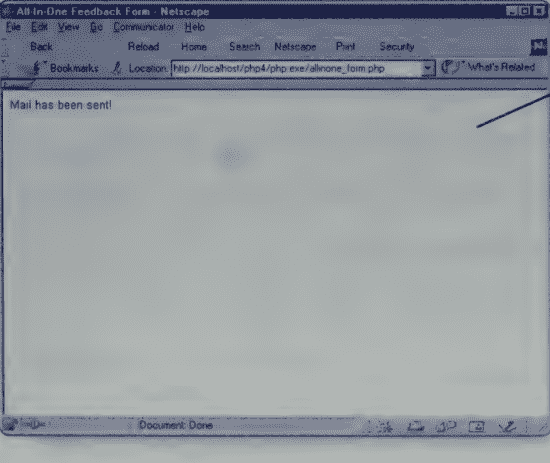 All-In-One Feedback Form - Netscape
File Edit View Go Communicator Help
Back Reload Home Search Netscape Print Security
Bookmarks Location: http://localhost/php4/php.exe/allinone_form.php What's Related
Mail has been sent!
Document: Done